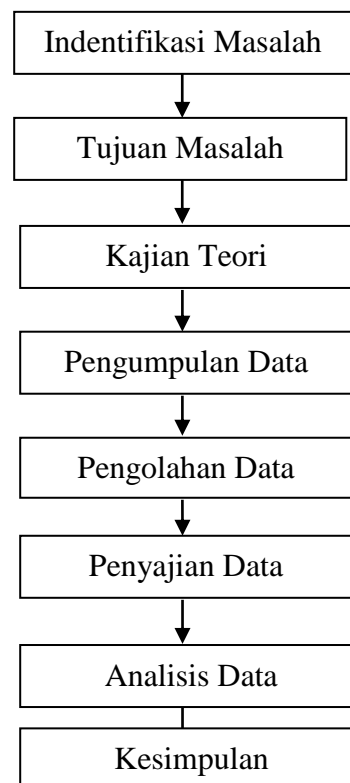 Indentifikasi Masalah
Tujuan Masalah
Kajian Teori
Pengumpulan Data
Pengolahan Data
Penyajian Data
Analisis Data
Kesimpulan